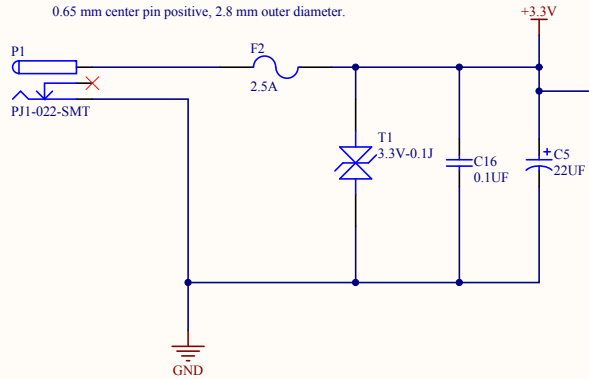 0.65 mm center pin positive, 2.8 mm outer diameter.
+3.3V
P1
F2
2.5A
PJ1-022-SMT
T1
3.3V-0.1J
C16
0.1UF
+
C5
22UF
GND